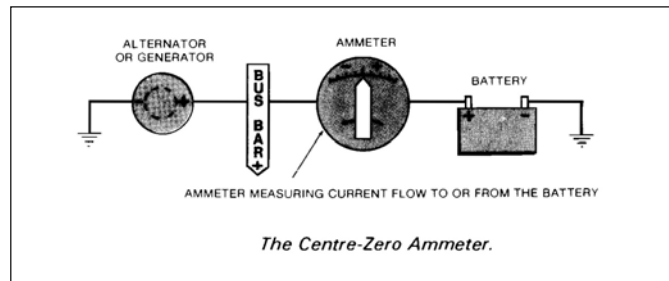 ALTERNATOR
OR GENERATOR
AMMETER
BATTERY
BUS BAR +
- +
+ -
AMMETER MEASURING CURRENT FLOW TO OR FROM THE BATTERY
The Centre-Zero Ammeter.